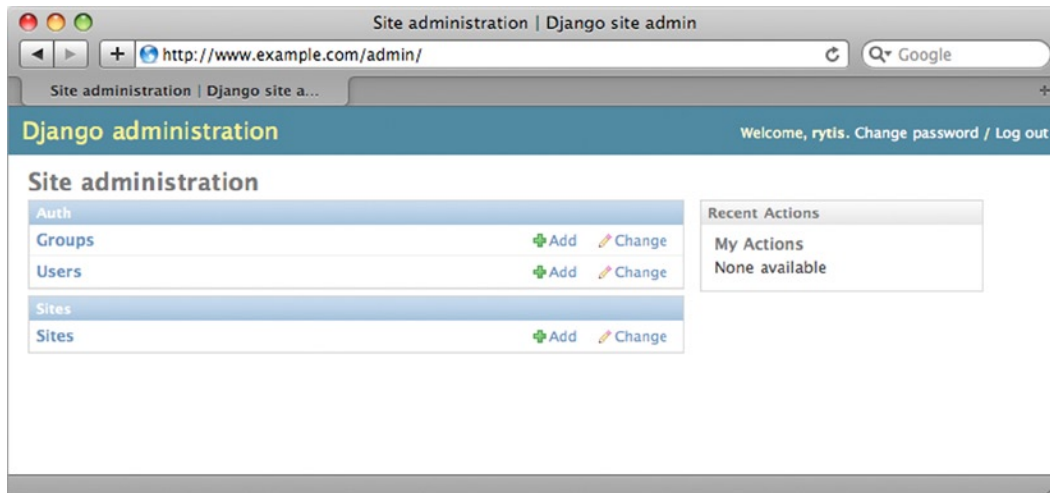 Site administration | Django site admin
http://www.example.com/admin/
Google
Site administration | Django site a...
Django administration
Welcome, rytis. Change password / Log out
Site administration
Auth
Groups Add Change
Users Add Change
Sites
Sites Add Change
Recent Actions
My Actions
None available